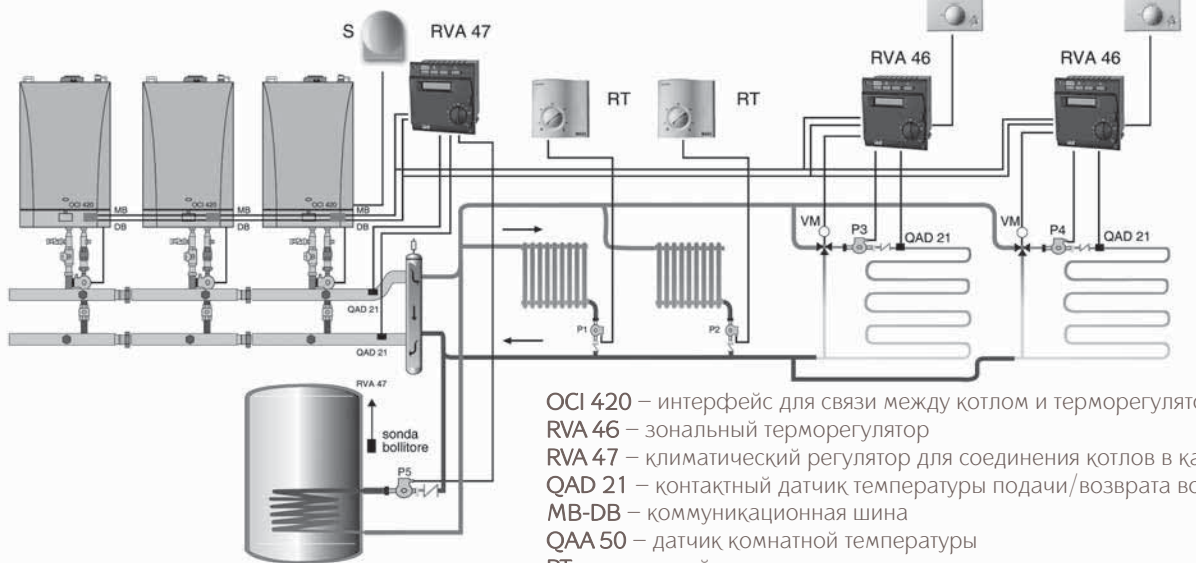 S
RVA 47
RT
RT
RVA 46
RVA 46
OCI 420
OCI 420
OCI 420
MB
DB
MB
DB
MB
DB
VM
P3
QAD 21
VM
P4
QAD 21
QAD 21
P1
P2
QAD 21
RVA 47
sonda
bollitore
P5
OCI 420 – интерфейс для связи между котлом и
RVA 46 – зональный терморегулятор
RVA 47 – климатический регулятор для соединения котлов в
QAD 21 – контактный датчик температуры подачи/возврата
MB-DB – коммуникационная шина
QAA 50 – датчик комнатной температуры